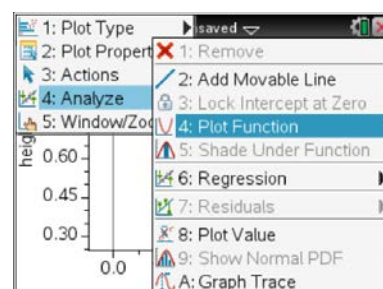 1: Plot Type
saved
2: Plot Propert
1: Remove
3: Actions
2: Add Movable Line
4: Analyze
3: Lock Intercept at Zero
5: Window/Zoo
4: Plot Function
5: Shade Under Function
6: Regression
7: Residuals
8: Plot Value
9: Show Normal PDF
A: Graph Trace
heig
0.60
0.45
0.30
0.0